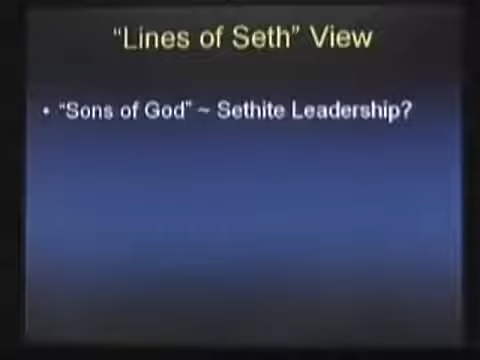 “Lines of Seth” View
• “Sons of God” ~ Sethite Leadership?